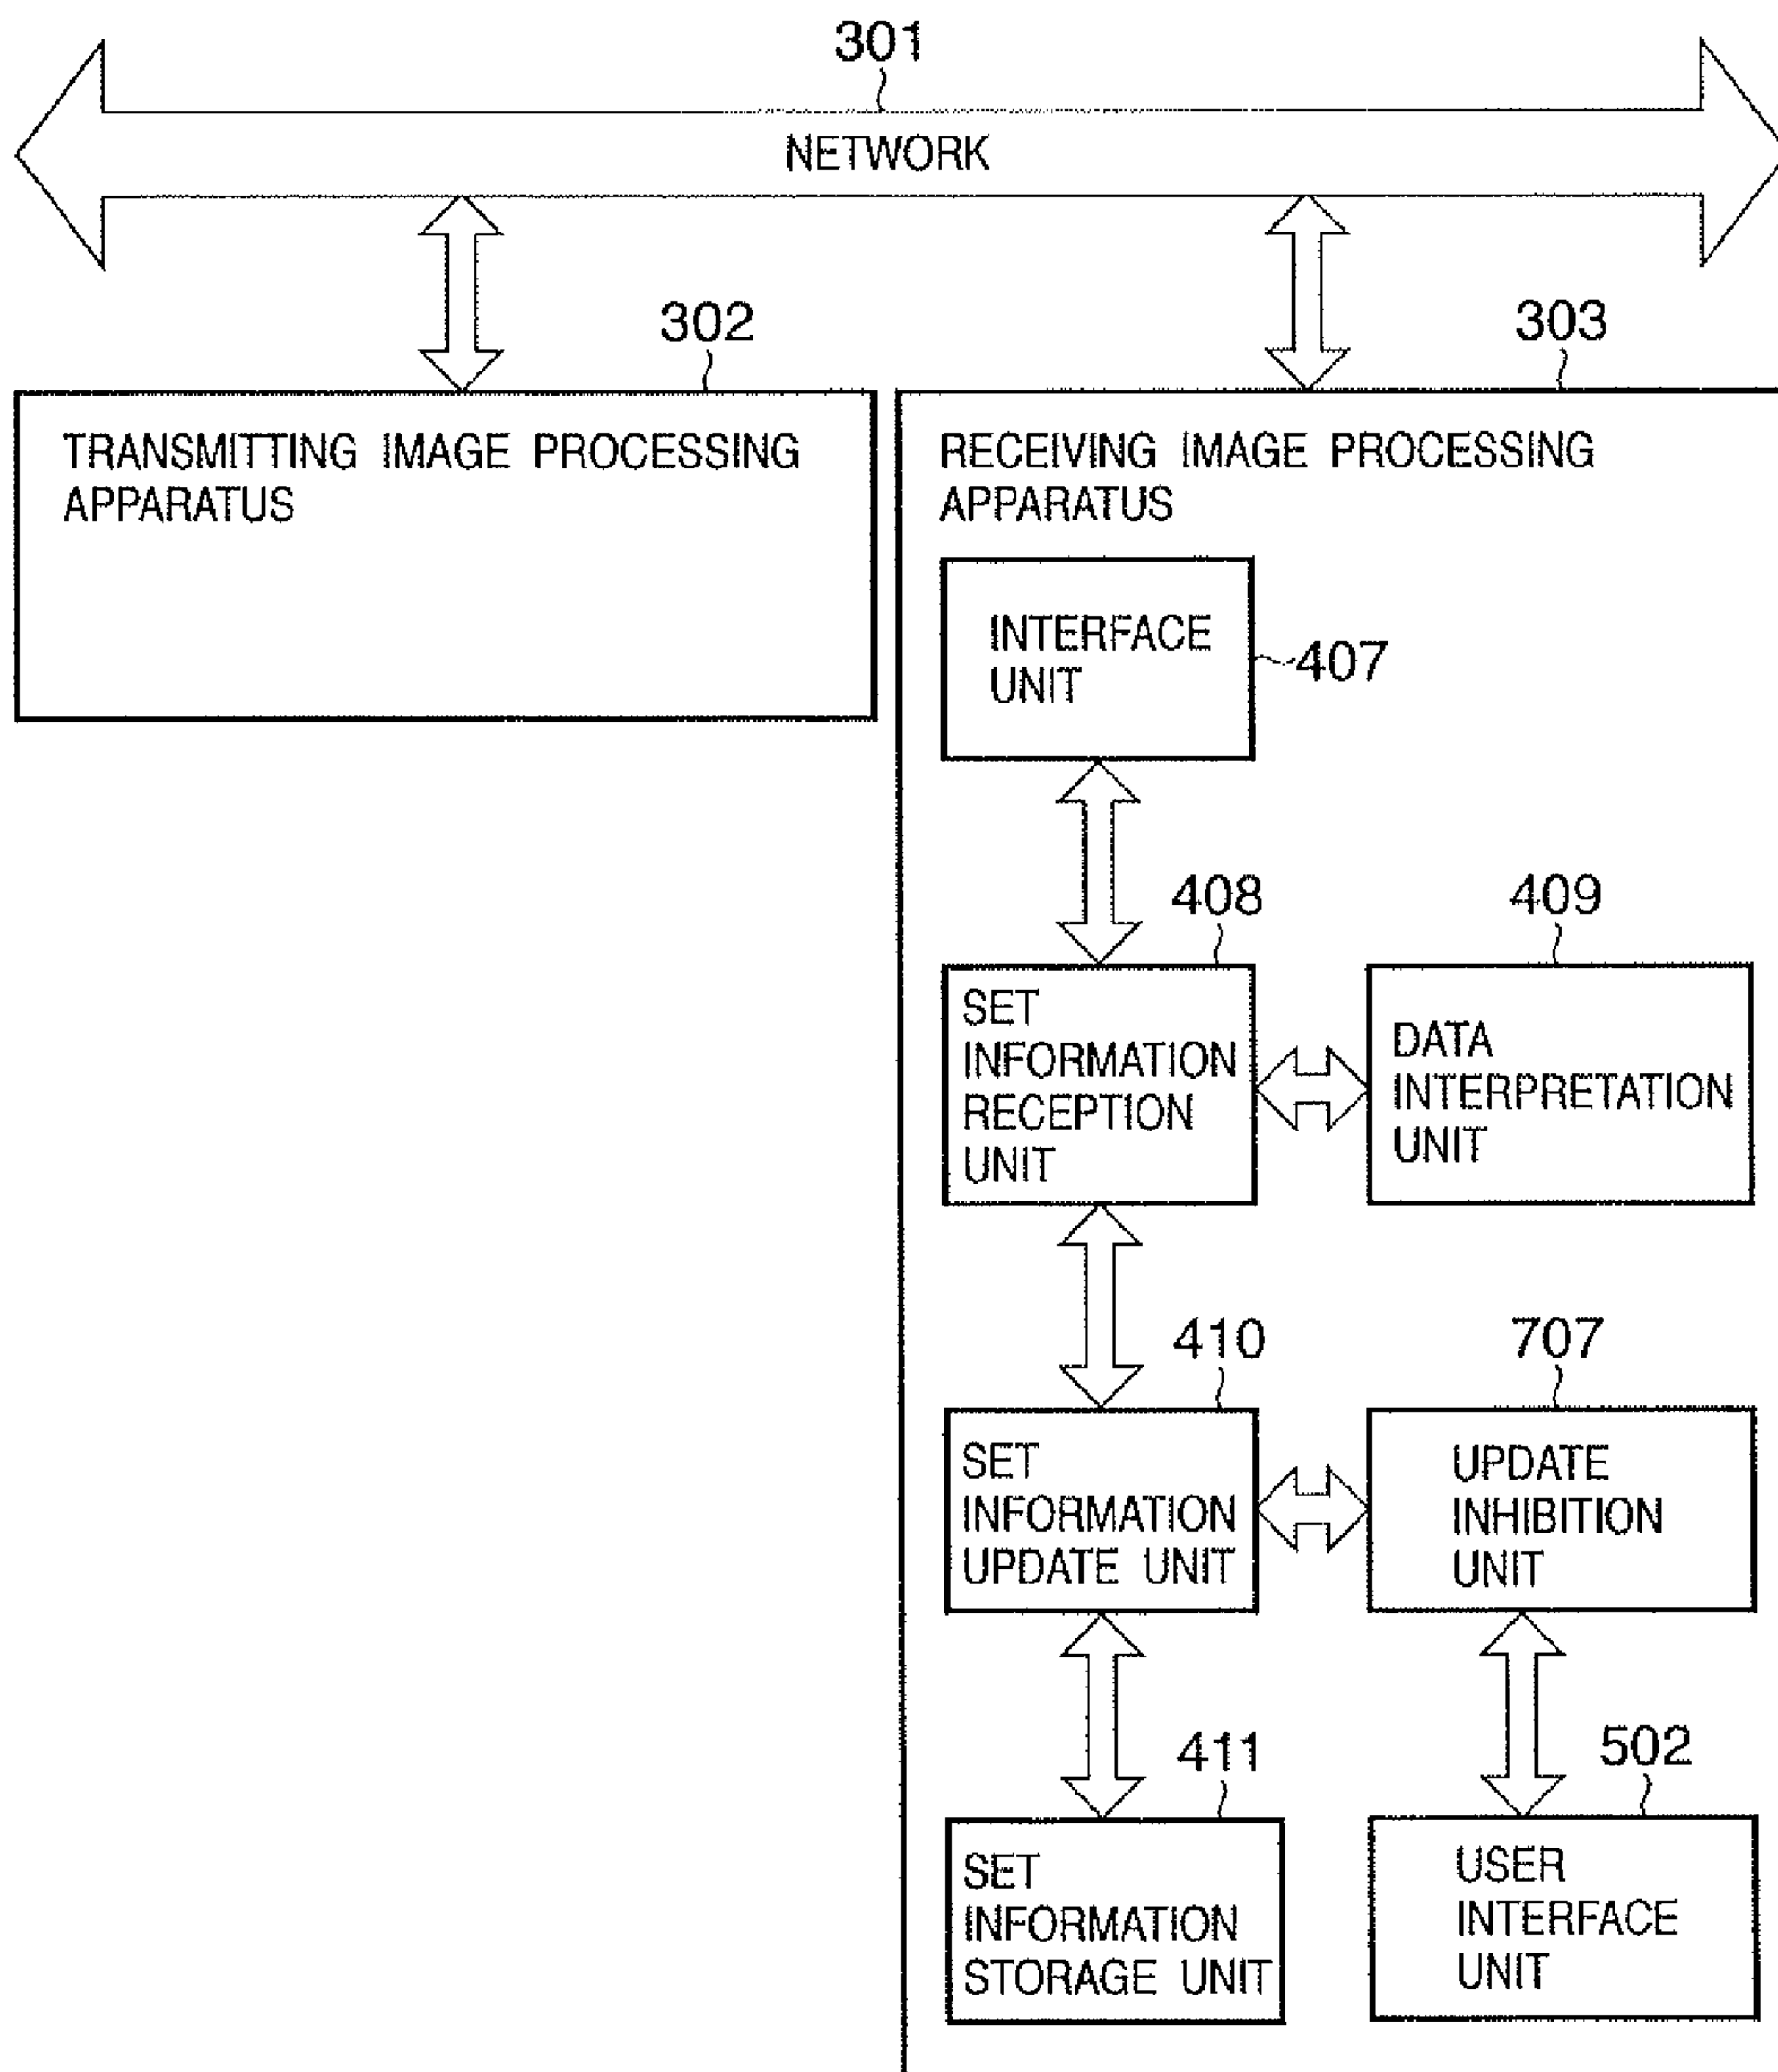 301
NETWORK
302
303
TRANSMITTING IMAGE PROCESSING
APPARATUS
RECEIVING IMAGE PROCESSING
APPARATUS
INTERFACE
UNIT
407
408
409
SET
INFORMATION
RECEPTION
UNIT
DATA
INTERPRETATION
UNIT
410
707
SET
INFORMATION
UPDATE UNIT
UPDATE
INHIBITION
UNIT
411
502
SET
INFORMATION
STORAGE UNIT
USER
INTERFACE
UNIT